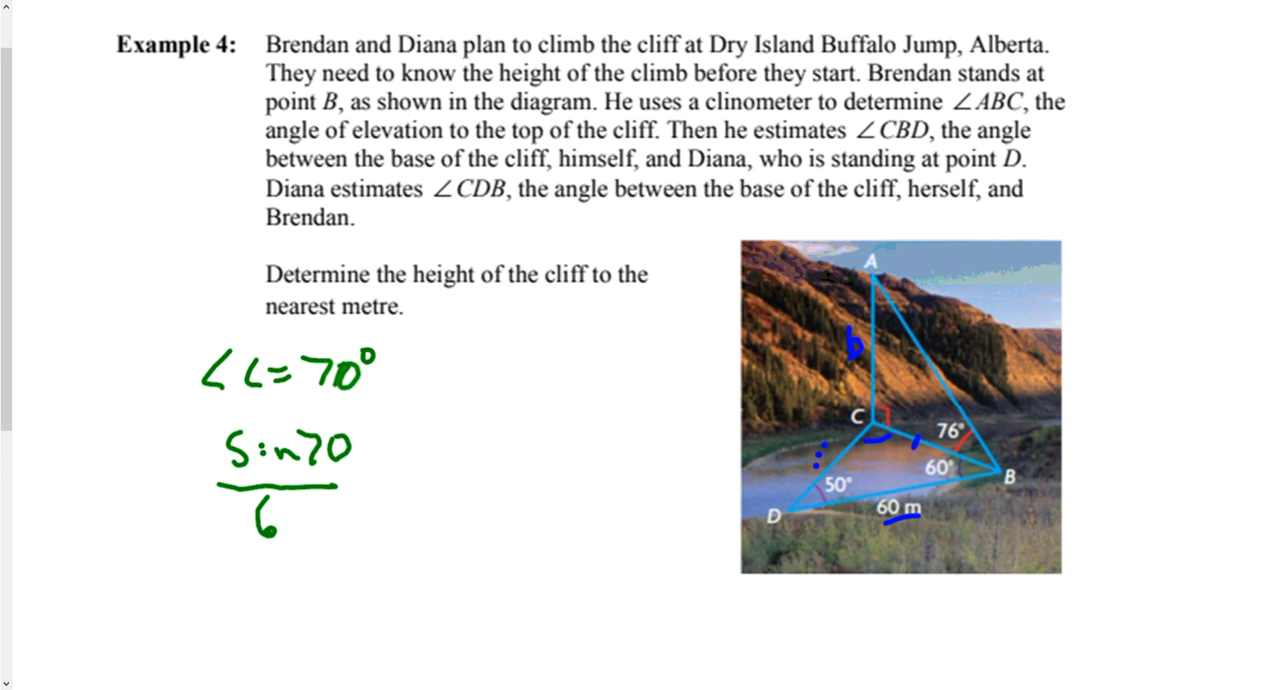 Example 4: Brendan and Diana plan to climb the cliff at Dry Island Buffalo Jump, Alberta.
They need to know the height of the climb before they start. Brendan stands at
point B, as shown in the diagram. He uses a clinometer to determine ∠ABC, the
angle of elevation to the top of the cliff. Then he estimates ∠CBD, the angle
between the base of the cliff, himself, and Diana, who is standing at point D.
Diana estimates ∠CDB, the angle between the base of the cliff, herself, and
Brendan.
Determine the height of the cliff to the
nearest metre.
∠C=70°
Sin70
6
A
b
C
76°
60°
B
50°
60 m
D